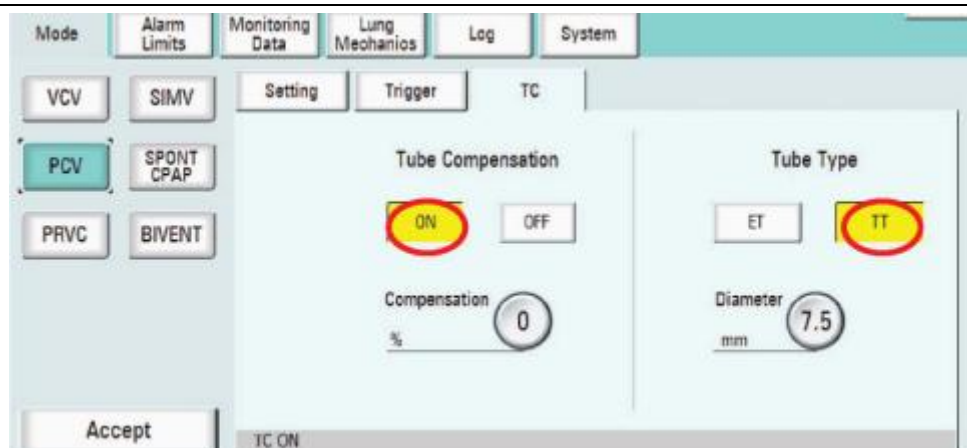 Mode
Alarm Limits
Monitoring Data
Lung Mechanios
Log
System
VCV
SIMV
Setting
Trigger
TC
PCV
SPONT CPAP
Tube Compensation
Tube Type
PRVC
BIVENT
ON
OFF
ET
TT
Compensation
0
%
Diameter
7.5
mm
Accept
TC ON